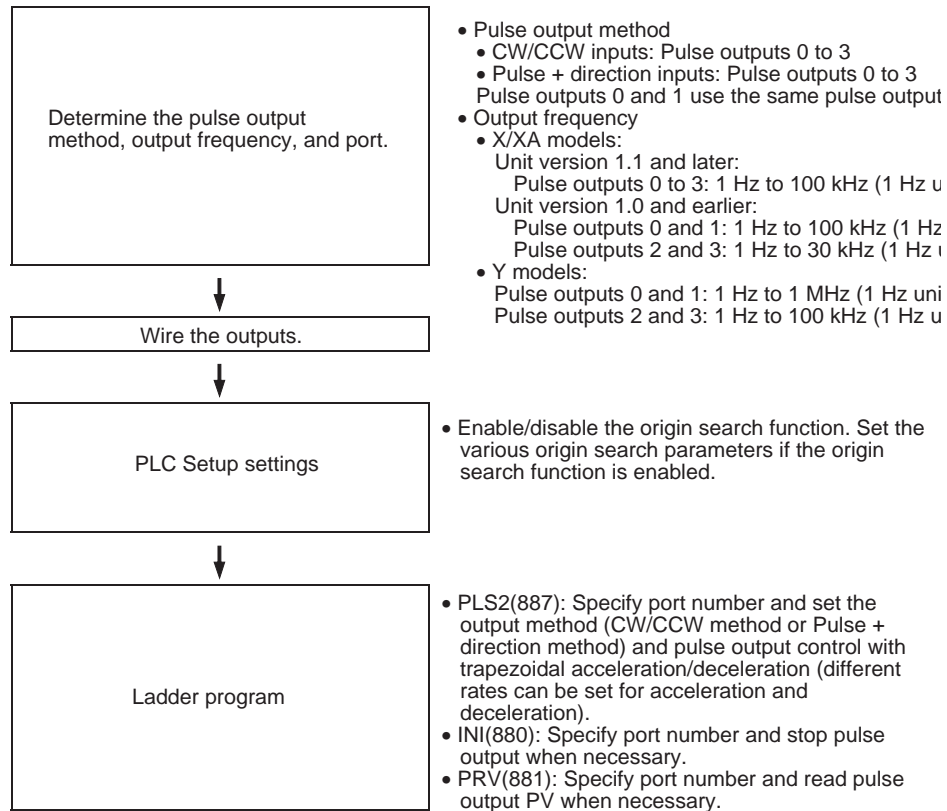 Determine the pulse output
method, output frequency, and port.
• Pulse output method
• CW/CCW inputs: Pulse outputs 0 to 3
• Pulse + direction inputs: Pulse outputs 0 to 3
Pulse outputs 0 and 1 use the same pulse output
• Output frequency
• X/XA models:
Unit version 1.1 and later:
Pulse outputs 0 to 3: 1 Hz to 100 kHz (1 Hz
Unit version 1.0 and earlier:
Pulse outputs 0 and 1: 1 Hz to 100 kHz (1 Hz
Pulse outputs 2 and 3: 1 Hz to 30 kHz (1 Hz
• Y models:
Pulse outputs 0 and 1: 1 Hz to 1 MHz (1 Hz
Pulse outputs 2 and 3: 1 Hz to 100 kHz (1 Hz
Wire the outputs.
PLC Setup settings
• Enable/disable the origin search function. Set the
various origin search parameters if the origin
search function is enabled.
Ladder program
• PLS2(887): Specify port number and set the
output method (CW/CCW method or Pulse +
direction method) and pulse output control with
trapezoidal acceleration/deceleration (different
rates can be set for acceleration and
deceleration).
• INI(880): Specify port number and stop pulse
output when necessary.
• PRV(881): Specify port number and read pulse
output PV when necessary.